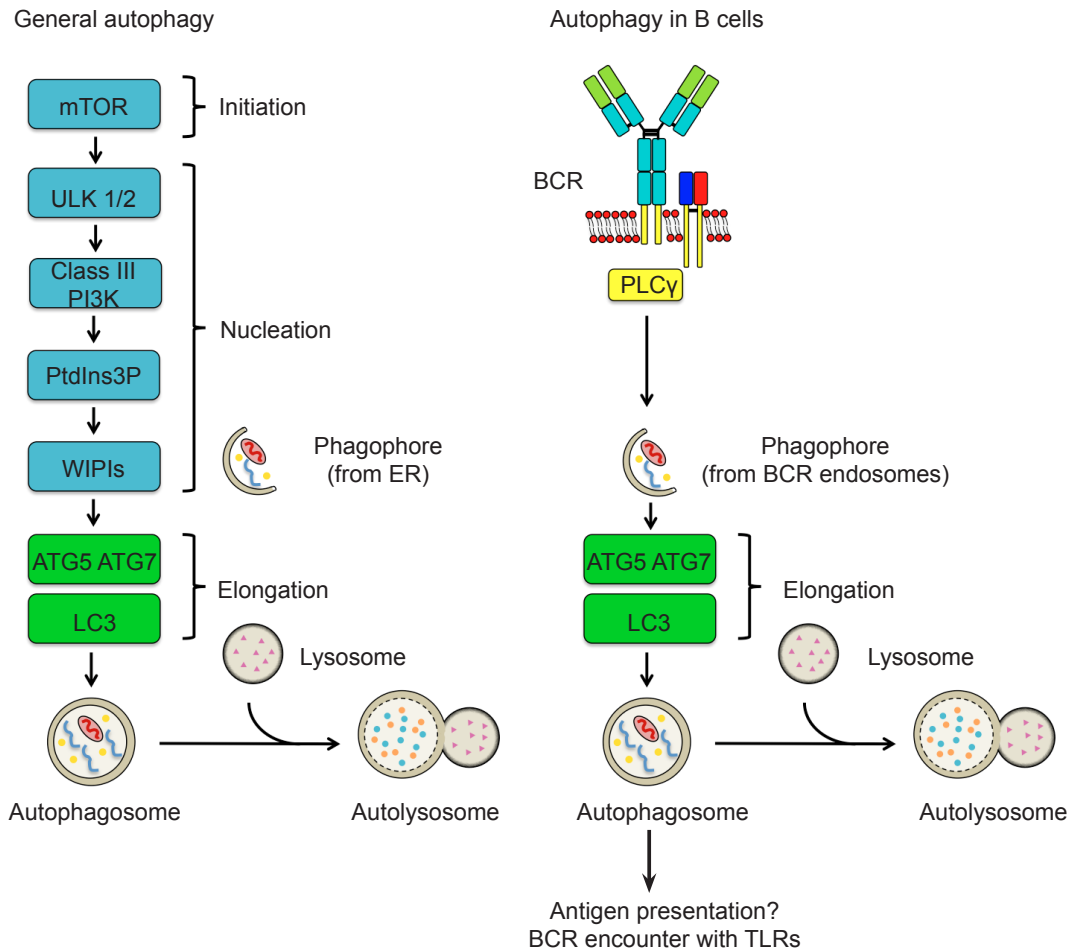 General autophagy
mTOR
Initiation
ULK 1/2
Class III
PI3K
Nucleation
PtdIns3P
WIPIs
Phagophore
(from ER)
ATG5 ATG7
LC3
Elongation
Lysosome
Autophagosome
Autolysosome
Autophagy in B cells
BCR
PLCγ
Phagophore
(from BCR endosomes)
ATG5 ATG7
LC3
Elongation
Lysosome
Autophagosome
Autolysosome
Antigen presentation?
BCR encounter with TLRs